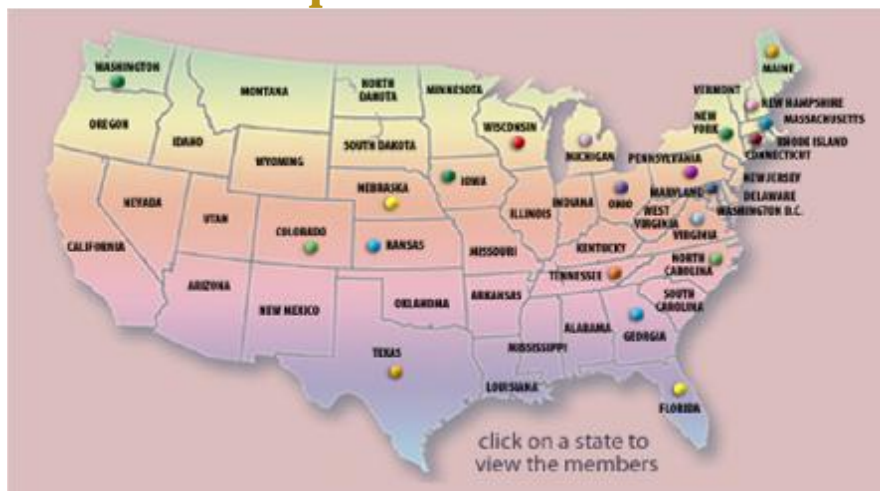 WASHINGTON
MONTANA
NORTH
DAKOTA
MINNESOTA
MAINE
VERMONT
NEW HAMPSHIRE
MASSACHUSETTS
NEW
YORK
RHODE ISLAND
CONNECTICUT
OREGON
IDAHO
WYOMING
SOUTH DAKOTA
WISCONSIN
MICHIGAN
PENNSYLVANIA
NEW JERSEY
DELAWARE
MARYLAND
WASHINGTON D.C.
NEVADA
UTAH
COLORADO
NEBRASKA
IOWA
ILLINOIS
INDIANA
OHIO
WEST
VIRGINIA
VIRGINIA
CALIFORNIA
KANSAS
MISSOURI
KENTUCKY
NORTH
CAROLINA
TENNESSEE
ARIZONA
NEW MEXICO
OKLAHOMA
ARKANSAS
SOUTH
CAROLINA
MISSISSIPPI
ALABAMA
GEORGIA
TEXAS
LOUISIANA
FLORIDA
click on a state to
view the members